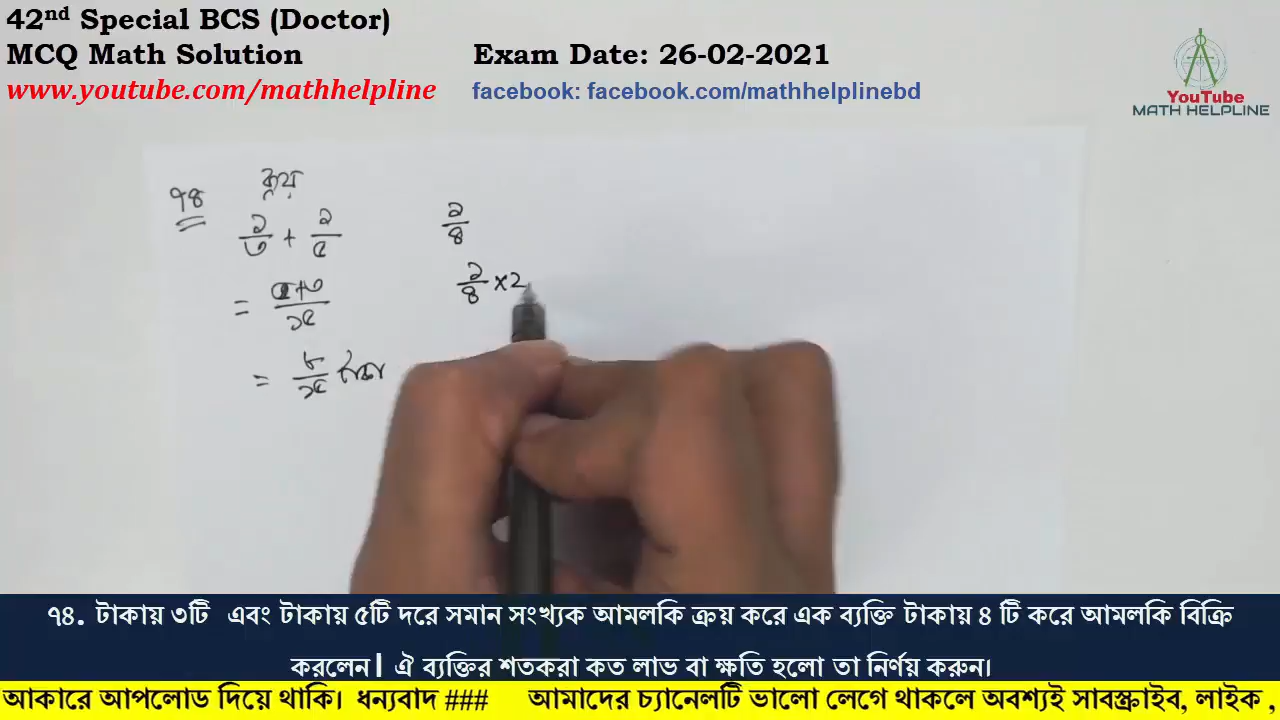 42nd Special BCS (Doctor)
MCQ Math Solution
Exam Date: 26-02-2021
www.youtube.com/mathhelpline
facebook: facebook.com/mathhelplinebd
YouTube
MATH HELPLINE
৭৪
ক্রয়
১/৩ + ১/৫
= ৫+৩/১৫
= ৮/১৫ টাকা
১/৪
১/৪ × ২
৭৪. টাকায় ৩টি এবং টাকায় ৫টি দরে সমান সংখ্যক আমলকি ক্রয় করে এক ব্যক্তি টাকায় ৪ টি করে আমলকি বিক্রি
করলেন। ঐ ব্যক্তির শতকরা কত লাভ বা ক্ষতি হলো তা নির্ণয় করুন।
আকারে আপলোড দিয়ে থাকি। ধন্যবাদ ### আমাদের চ্যানেলটি ভালো লেগে থাকলে অবশ্যই সাবস্ক্রাইব, লাইক ,